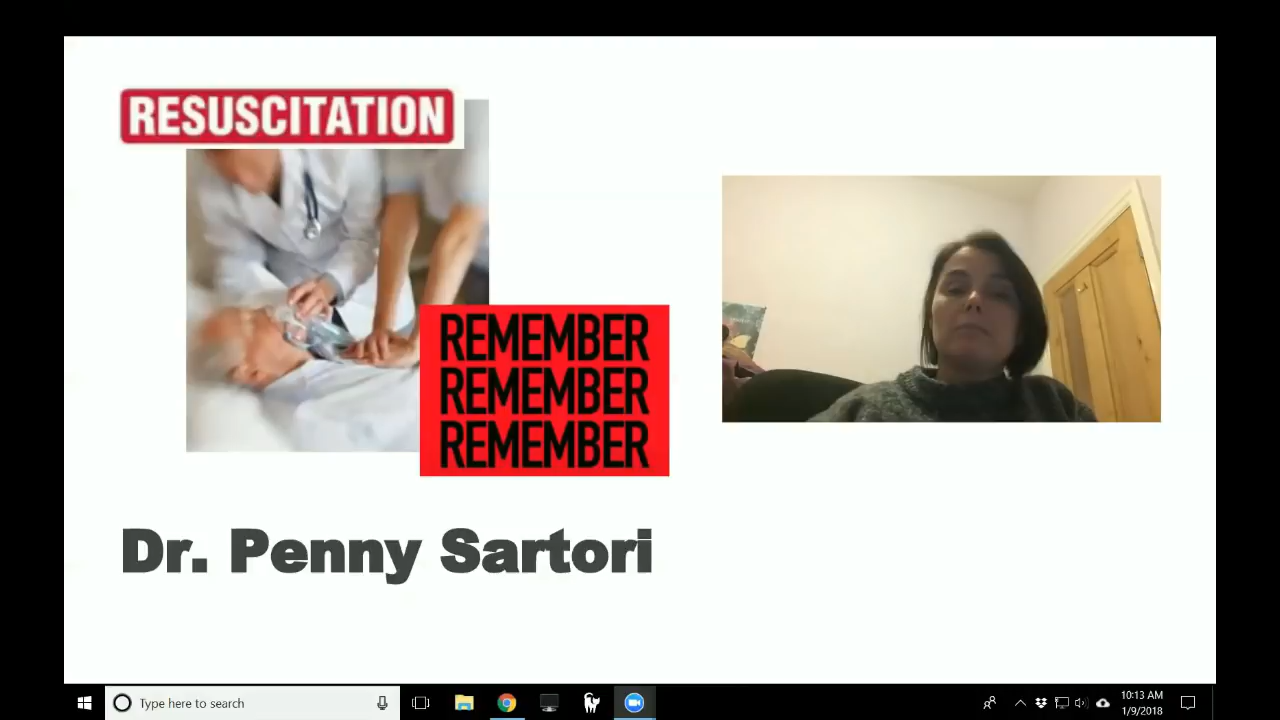 RESUSCITATION
REMEMBER
REMEMBER
REMEMBER
Dr. Penny Sartori
Type here to search
10:13 AM
1/9/2018